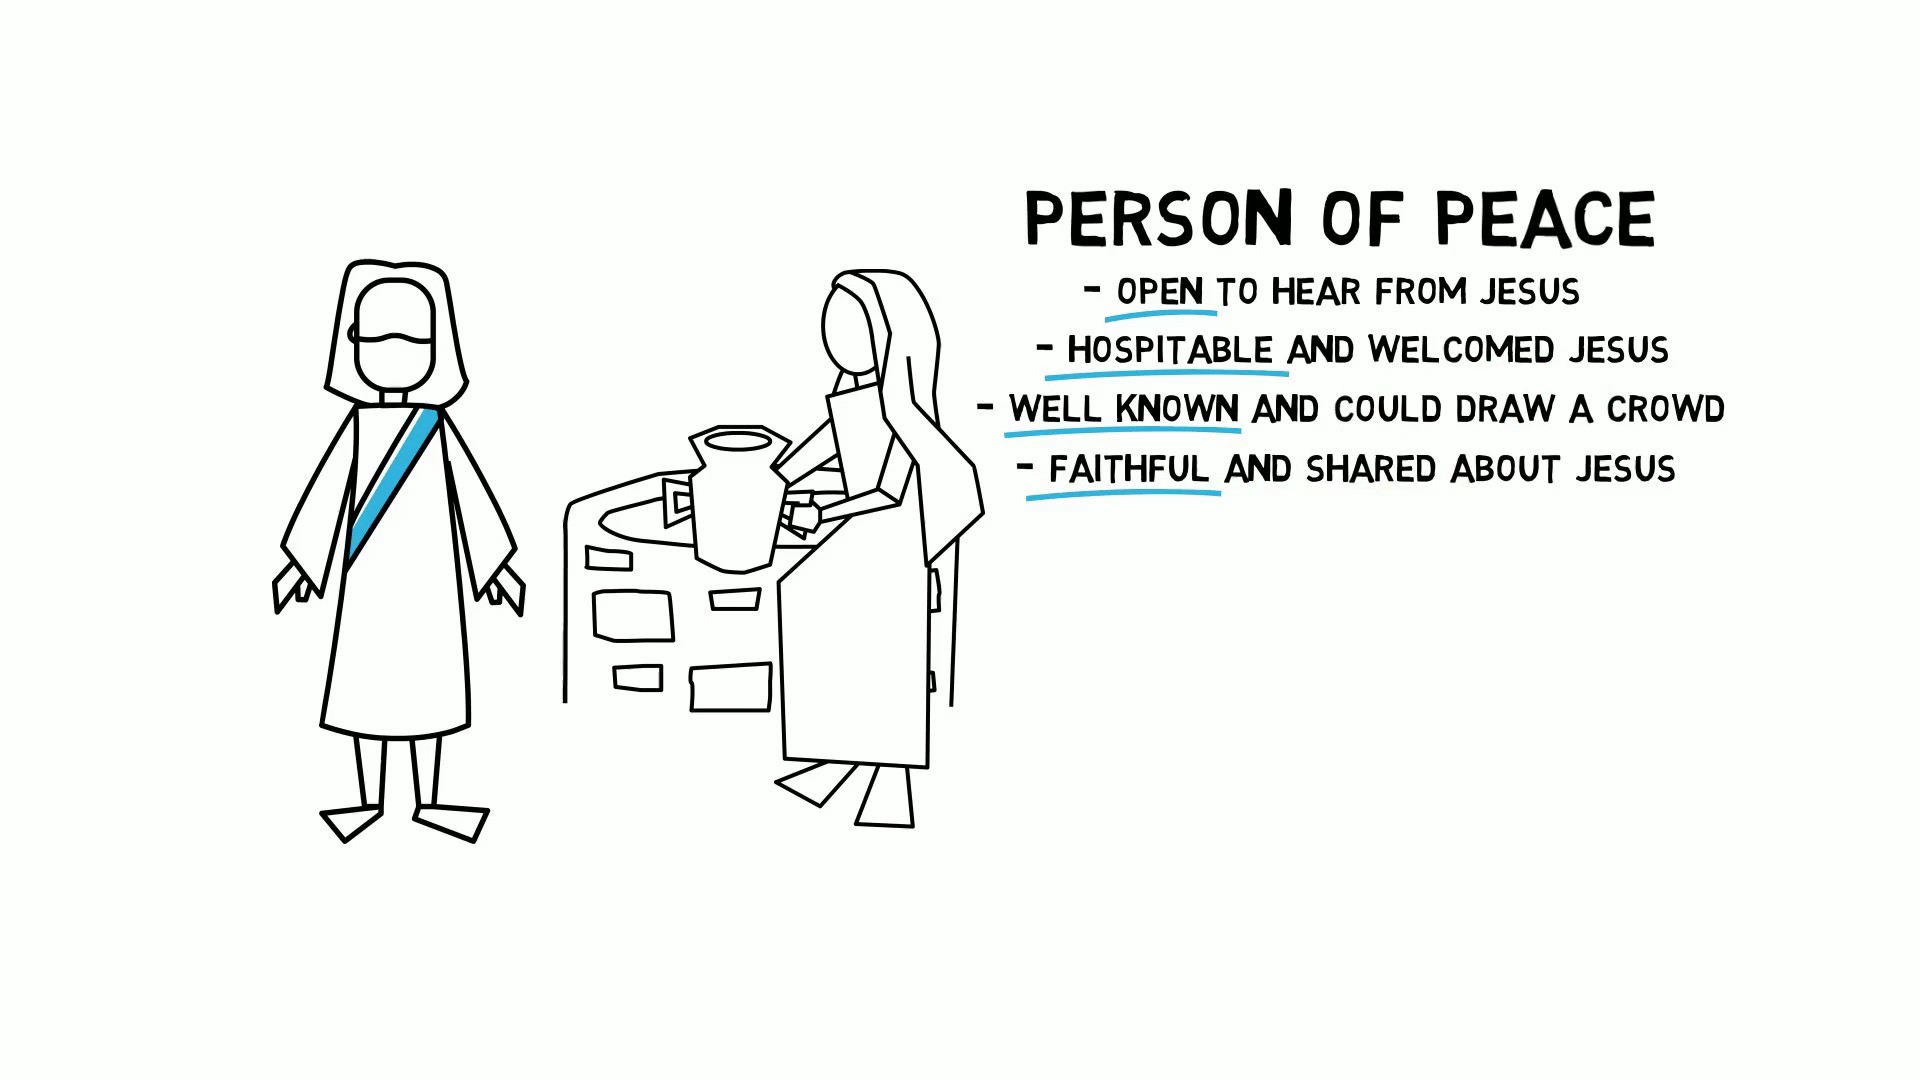 PERSON OF PEACE
- OPEN TO HEAR FROM JESUS
- HOSPITABLE AND WELCOMED JESUS
- WELL KNOWN AND COULD DRAW A CROWD
- FAITHFUL AND SHARED ABOUT JESUS